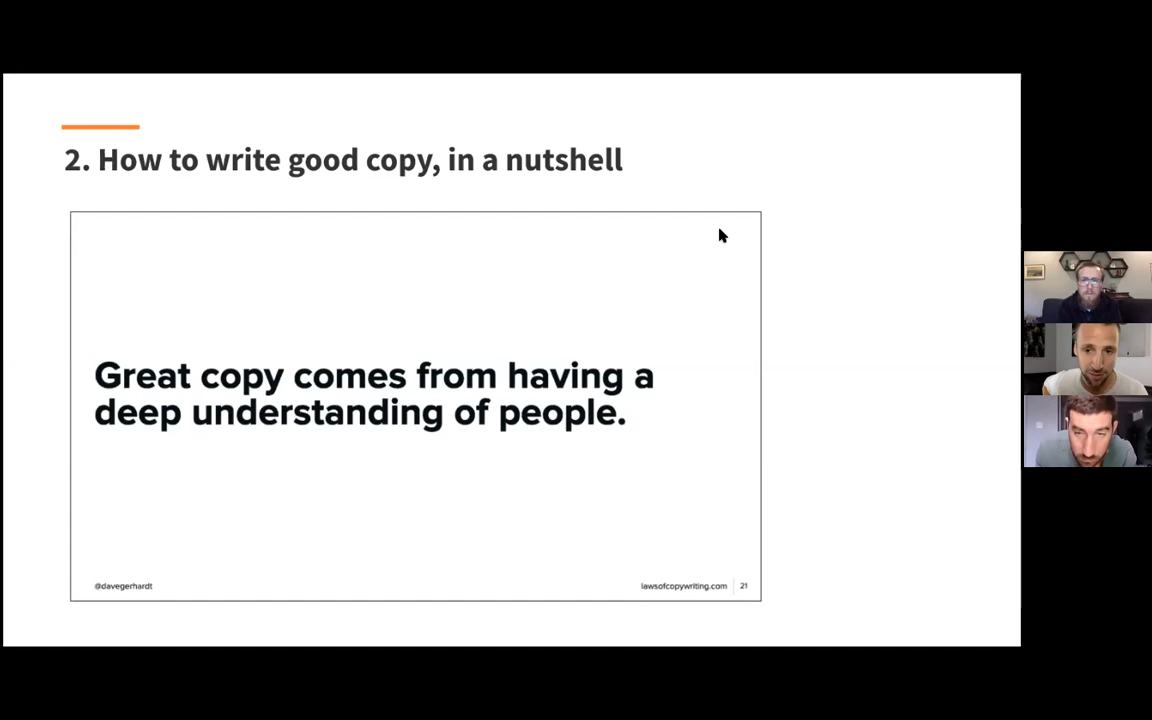 2. How to write good copy, in a nutshell
Great copy comes from having a
deep understanding of people.
@davegerhardt
lawsofcopywriting.com 21